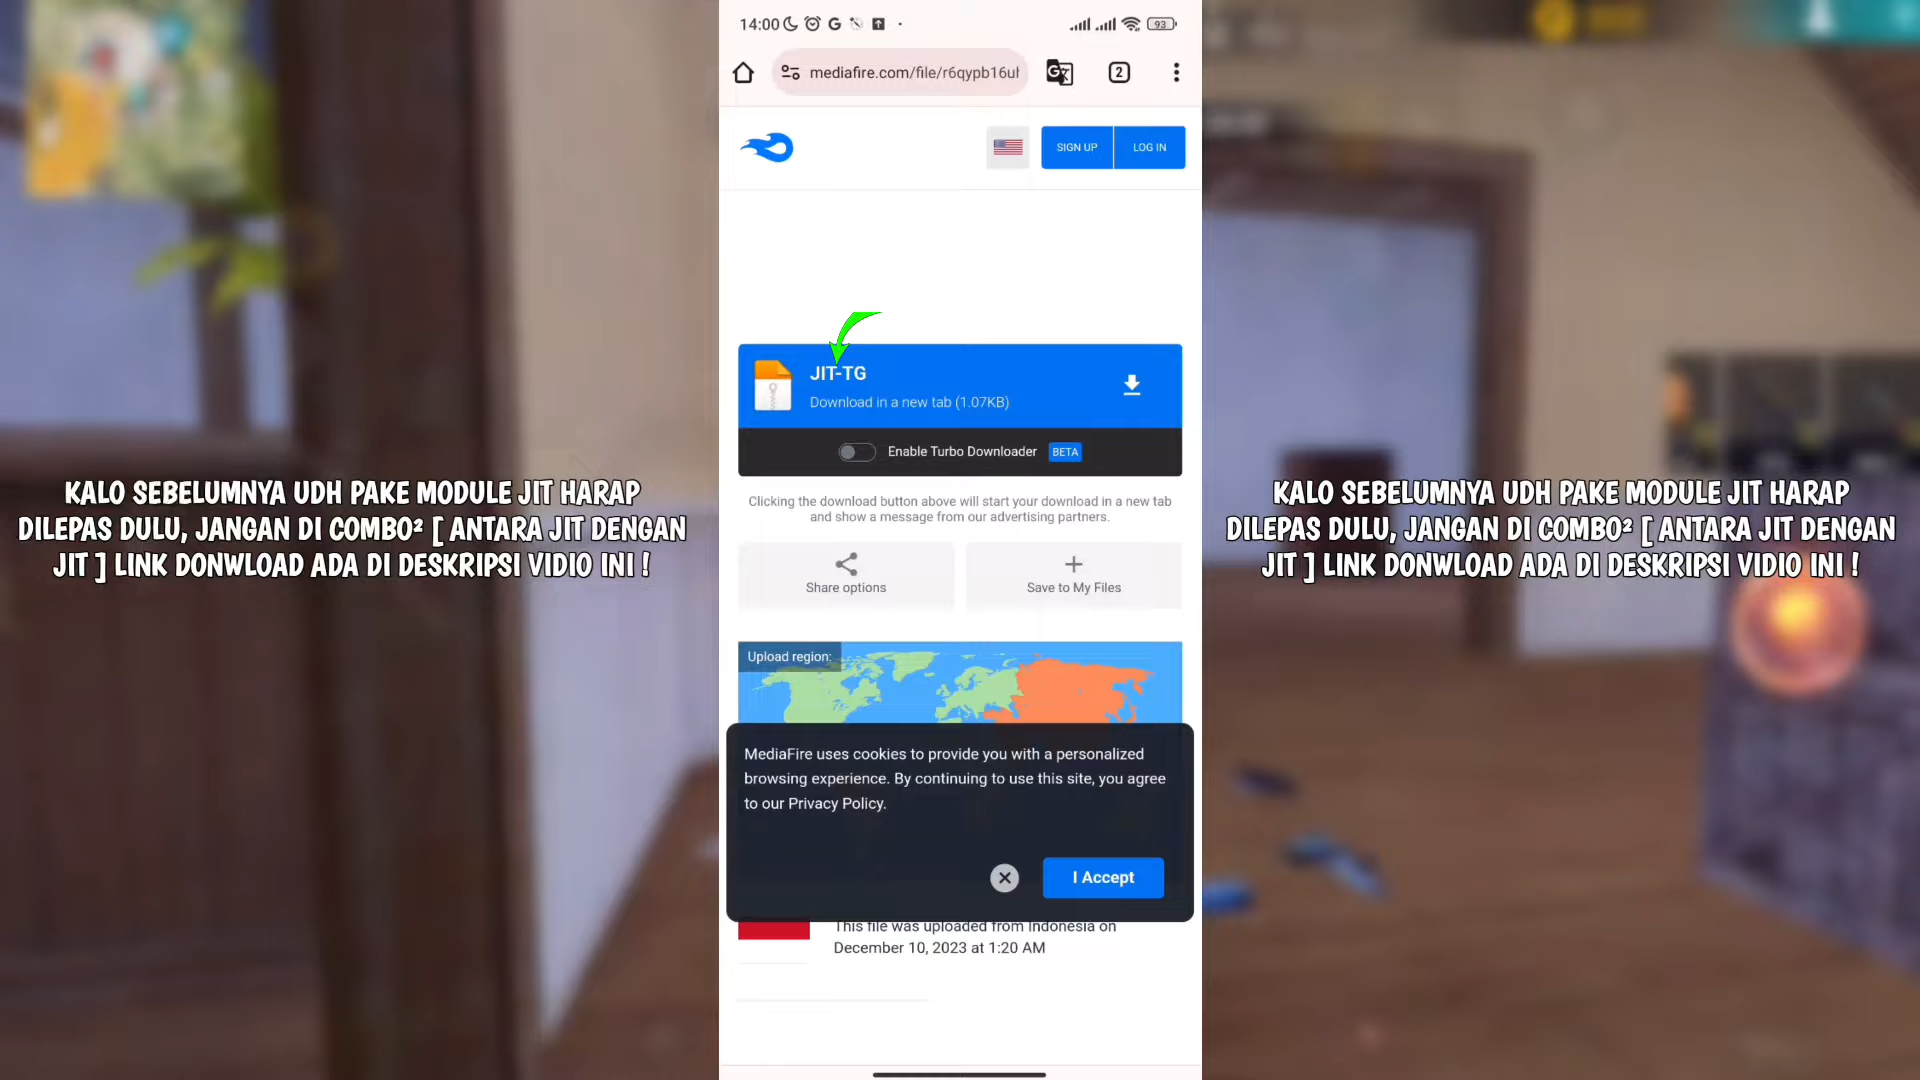 14:00
93
mediafire.com/file/r6qypb16ul
2
SIGN UP
LOG IN
JIT-TG
Download in a new tab (1.07KB)
Enable Turbo Downloader BETA
Clicking the download button above will start your download in a new tab
and show a message from our advertising partners.
Share options
Save to My Files
Upload region:
MediaFire uses cookies to provide you with a personalized
browsing experience. By continuing to use this site, you agree
to our Privacy Policy.
I Accept
This file was uploaded from Indonesia on
December 10, 2023 at 1:20 AM
KALO SEBELUMNYA UDH PAKE MODULE JIT HARAP
DILEPAS DULU, JANGAN DI COMBO² [ ANTARA JIT DENGAN
JIT ] LINK DONWLOAD ADA DI DESKRIPSI VIDIO INI !
KALO SEBELUMNYA UDH PAKE MODULE JIT HARAP
DILEPAS DULU, JANGAN DI COMBO² [ ANTARA JIT DENGAN
JIT ] LINK DONWLOAD ADA DI DESKRIPSI VIDIO INI !